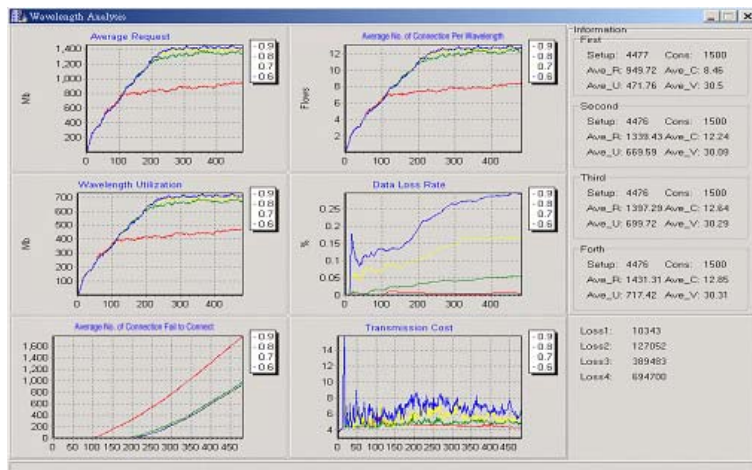 Wavelength Analysis
Average Request
1,400
1,200
1,000
800
600
400
200
Mb
0 100 200 300 400
- 0.9
- 0.8
0.7
- 0.6
Average No. of Connection Per Wavelength
12
10
8
6
4
2
Flows
0 100 200 300 400
- 0.9
- 0.8
0.7
- 0.6
Wavelength Utilization
700
600
500
400
300
200
100
Mb
0 100 200 300 400
- 0.9
- 0.8
0.7
- 0.6
Data Loss Rate
0.25
0.2
0.15
0.1
0.05
0
%
0 100 200 300 400
- 0.9
- 0.8
0.7
- 0.6
Average No. of Connection Fail to Connect
1,600
1,400
1,200
1,000
800
600
400
200
0
0 50 100 150 200 250 300 350 400 450
- 0.9
- 0.8
0.7
- 0.6
Transmission Cost
14
12
10
8
6
4
0 50 100 150 200 250 300 350 400 450
- 0.9
- 0.8
0.7
- 0.6
Information
First
Setup: 4477 Cons: 1500
Ave_R: 949.72 Ave_C: 8.46
Ave_U: 471.76 Ave_V: 30.5
Second
Setup: 4476 Cons: 1500
Ave_R: 1339.43 Ave_C: 12.24
Ave_U: 669.59 Ave_V: 30.09
Third
Setup: 4476 Cons: 1500
Ave_R: 1397.29 Ave_C: 12.64
Ave_U: 699.72 Ave_V: 30.29
Forth
Setup: 4476 Cons: 1500
Ave_R: 1431.31 Ave_C: 12.85
Ave_U: 717.42 Ave_V: 30.31
Loss1: 10343
Loss2: 127052
Loss3: 389483
Loss4: 694700